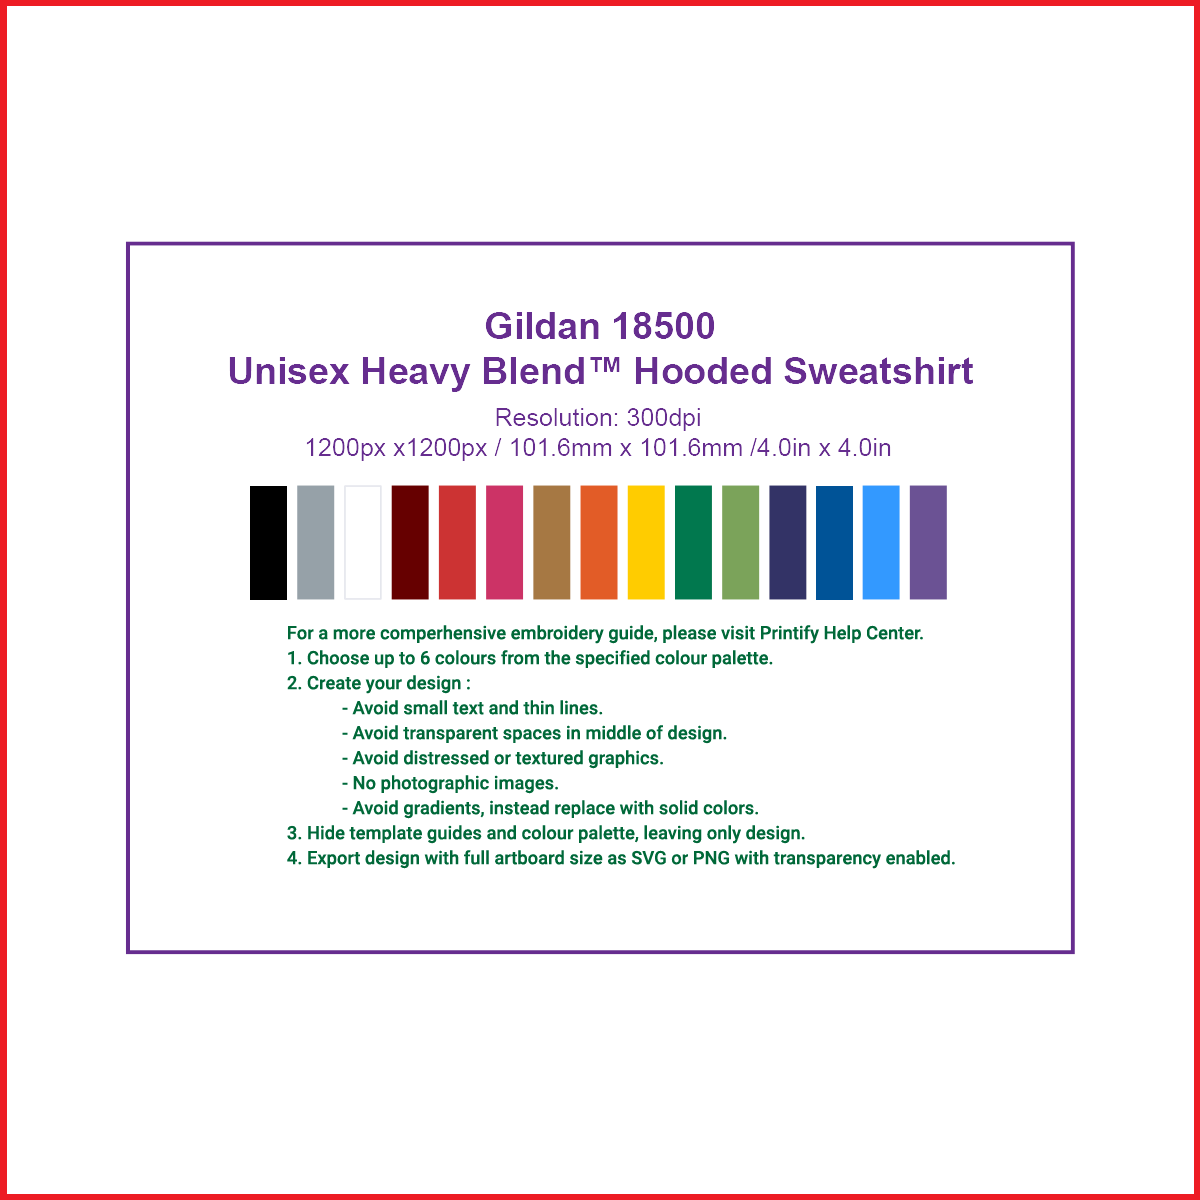 Gildan 18500
Unisex Heavy Blend™ Hooded Sweatshirt
Resolution: 300dpi
1200px x1200px / 101.6mm x 101.6mm /4.0in x 4.0in
For a more comperhensive embroidery guide, please visit Printify Help Center.
1. Choose up to 6 colours from the specified colour palette.
2. Create your design :
- Avoid small text and thin lines.
- Avoid transparent spaces in middle of design.
- Avoid distressed or textured graphics.
- No photographic images.
- Avoid gradients, instead replace with solid colors.
3. Hide template guides and colour palette, leaving only design.
4. Export design with full artboard size as SVG or PNG with transparency enabled.